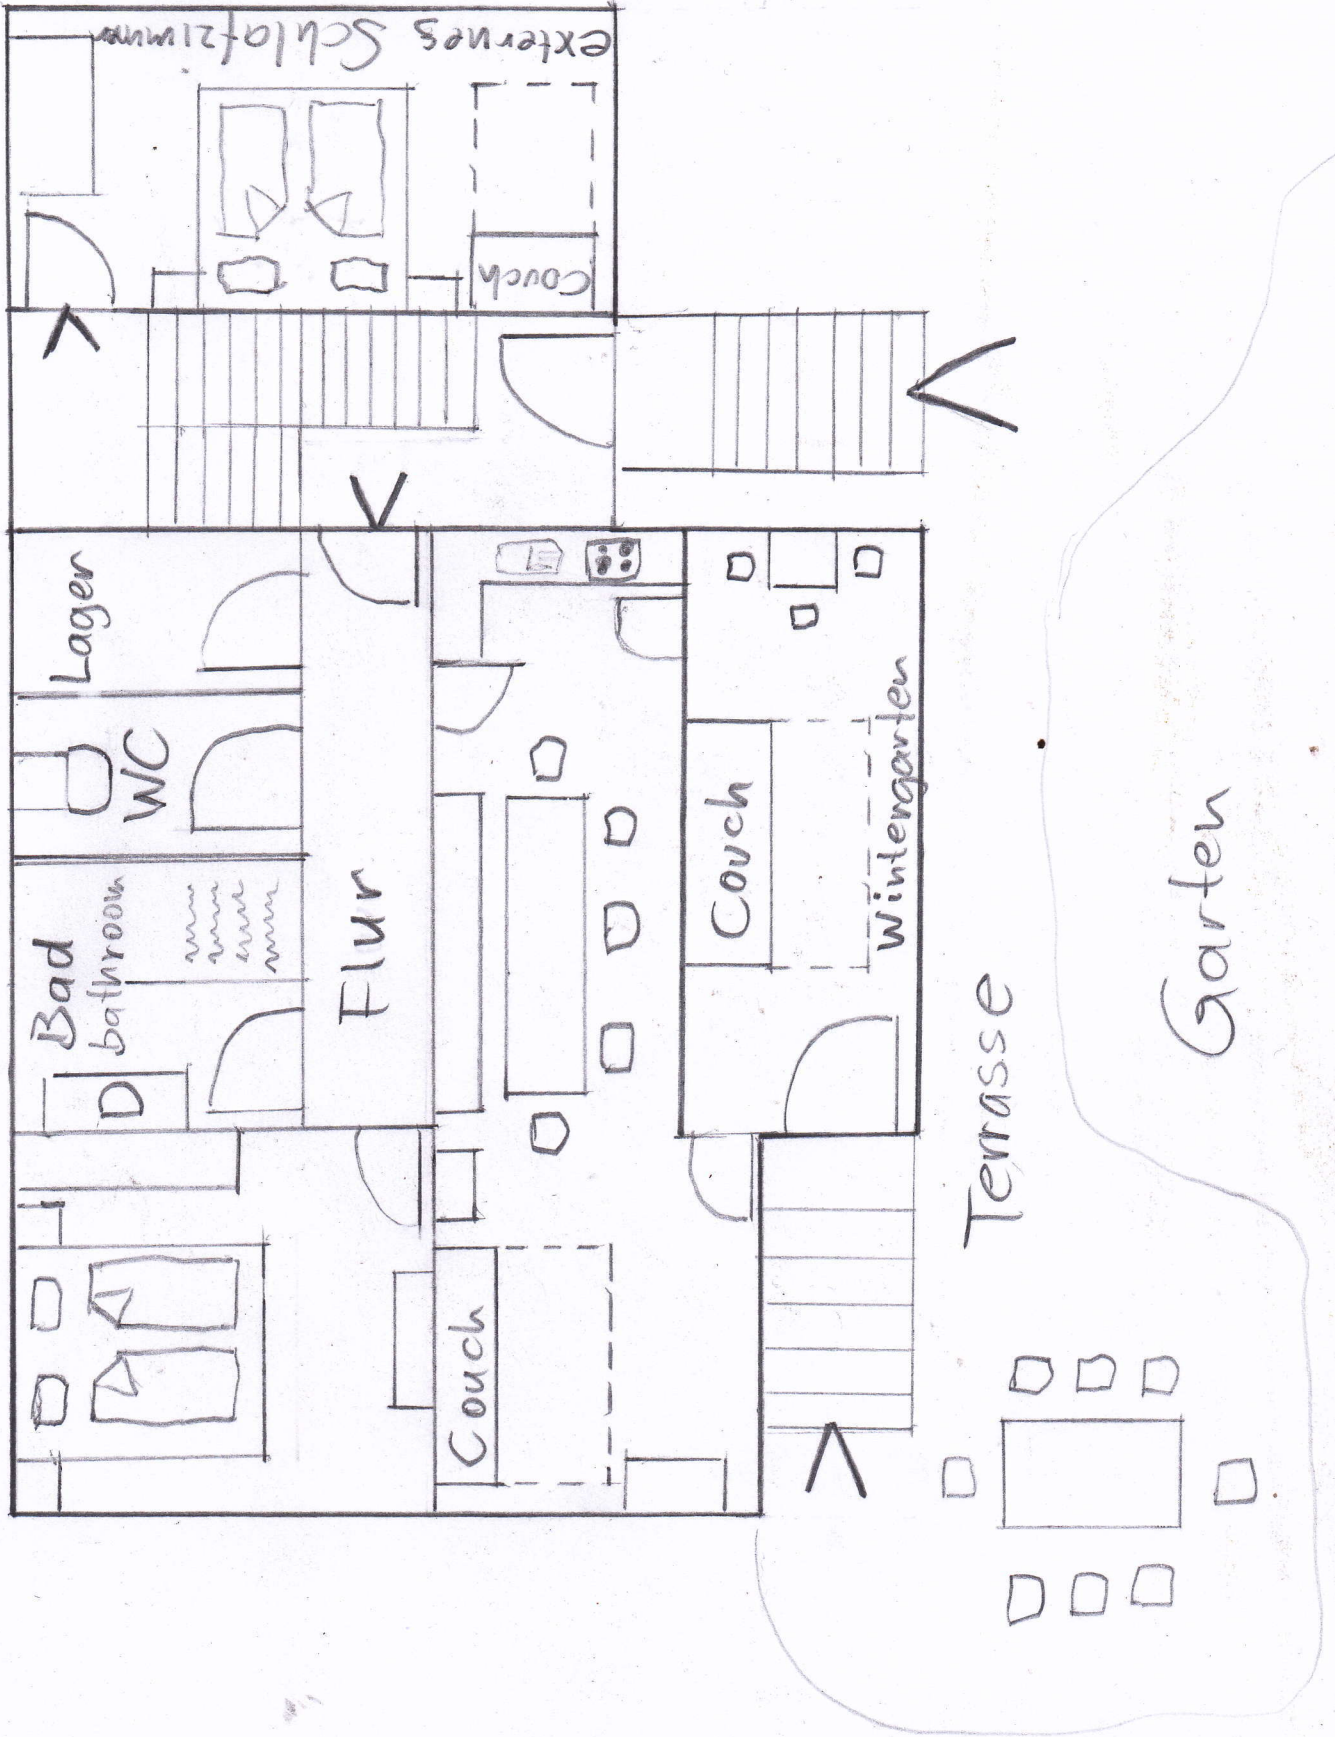 externes Schlafzimmer
Couch
Lager
WC
Bad
bathroom
D
Flur
Couch
Wintergarten
Couch
Terrasse
Garten